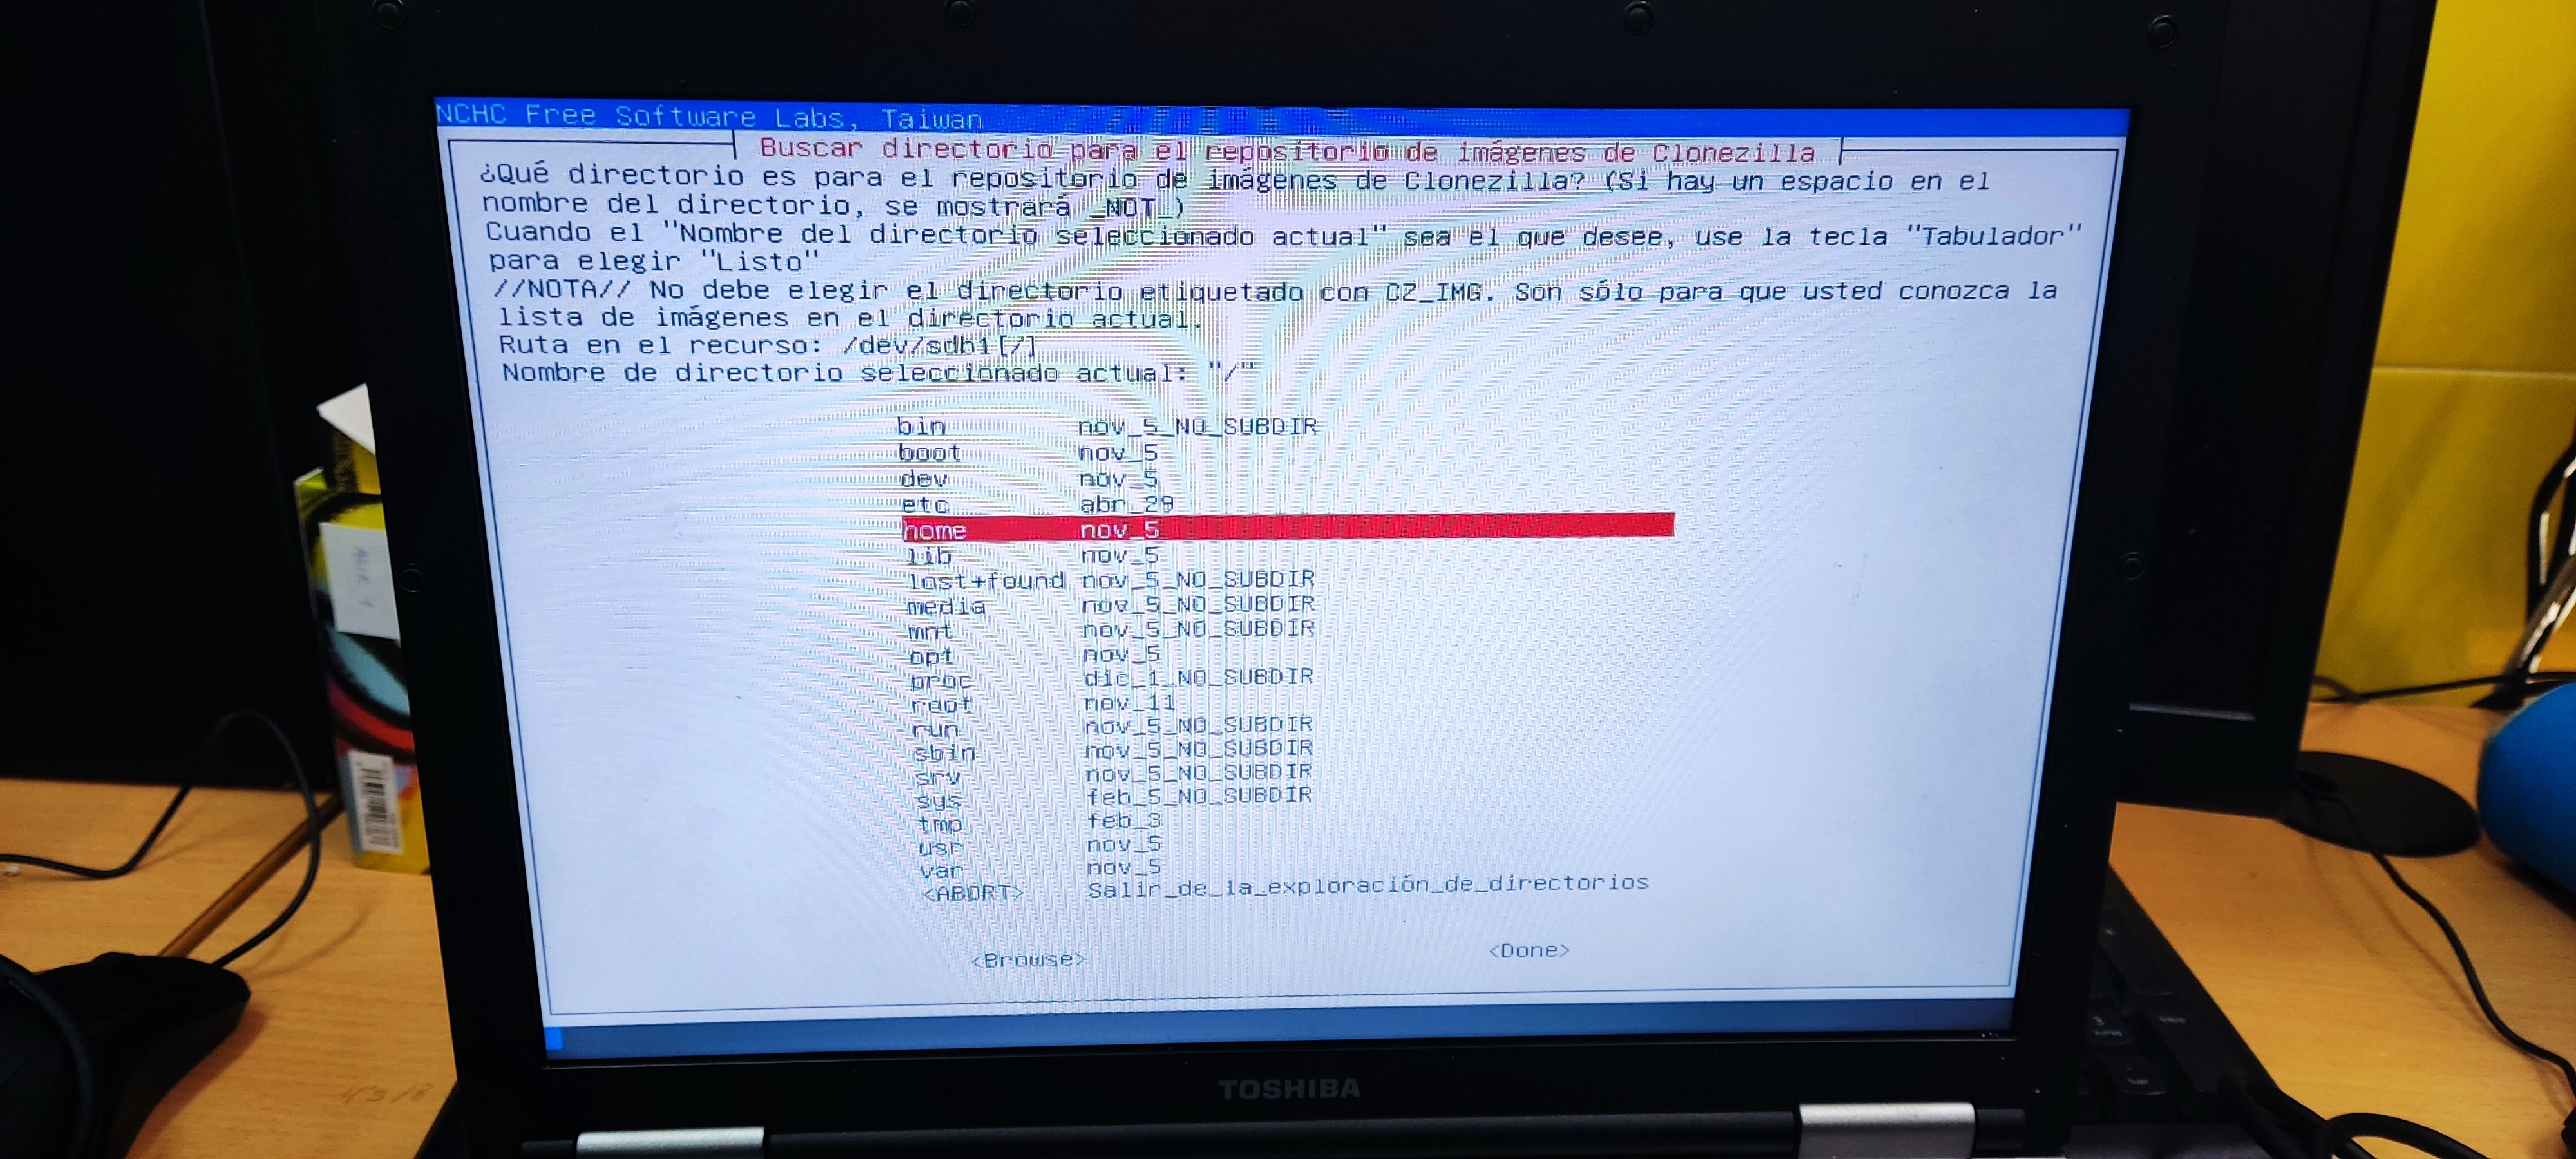 NCHC Free Software Labs, Taiwan
Buscar directorio para el repositorio de imágenes de Clonezilla
¿Qué directorio es para el repositorio de imágenes de Clonezilla? (Si hay un espacio en el
nombre del directorio, se mostrará _NOT_)
Cuando el "Nombre del directorio seleccionado actual" sea el que desee, use la tecla "Tabulador"
para elegir "Listo"
//NOTA// No debe elegir el directorio etiquetado con CZ_IMG. Son sólo para que usted conozca la
lista de imágenes en el directorio actual.
Ruta en el recurso: /dev/sdb1[/]
Nombre de directorio seleccionado actual: "/"
bin nov_5_NO_SUBDIR
boot nov_5
dev nov_5
etc abr_29
home nov_5
lib nov_5
lost+found nov_5_NO_SUBDIR
media nov_5_NO_SUBDIR
mnt nov_5_NO_SUBDIR
opt nov_5
proc dic_1_NO_SUBDIR
root nov_11
run nov_5_NO_SUBDIR
sbin nov_5_NO_SUBDIR
srv nov_5_NO_SUBDIR
sys feb_5_NO_SUBDIR
tmp feb_3
usr nov_5
var nov_5
<ABORT> Salir_de_la_exploración_de_directorios
<Browse> <Done>
TOSHIBA